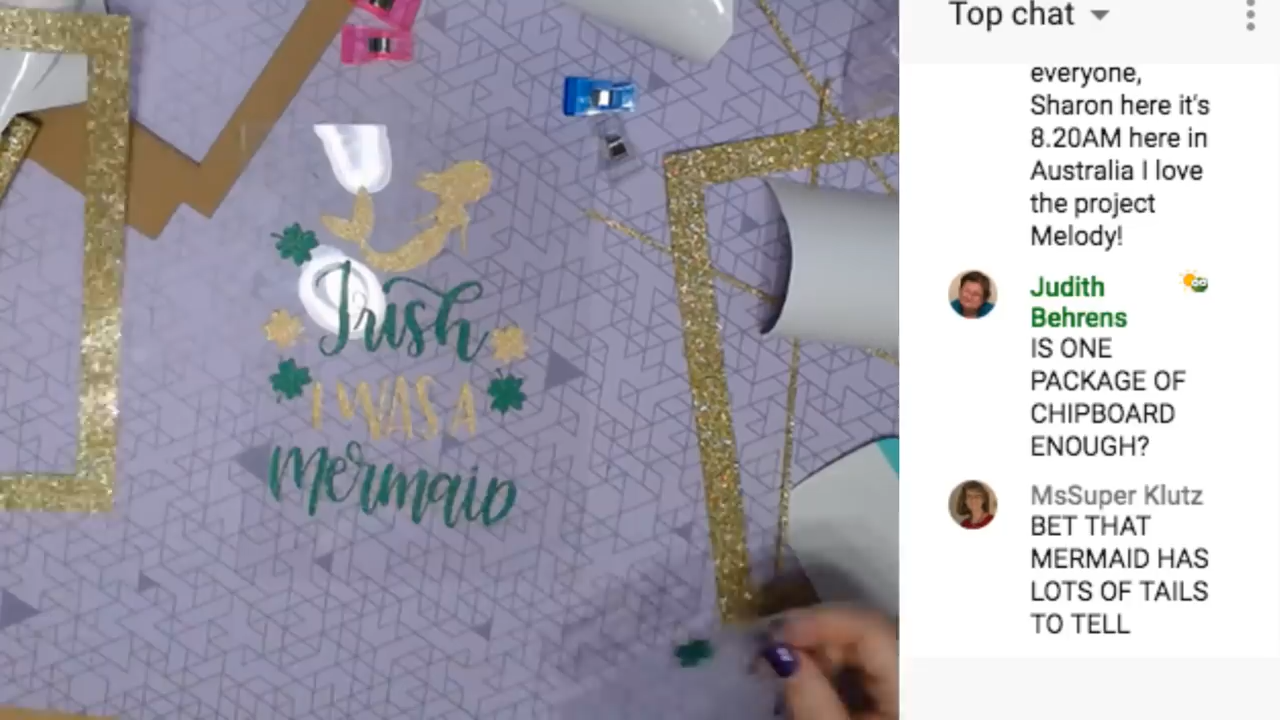 Irish
I WAS A
mermaid
Top chat
everyone,
Sharon here it's
8.20AM here in
Australia I love
the project
Melody!
Judith
Behrens
IS ONE
PACKAGE OF
CHIPBOARD
ENOUGH?
MsSuper Klutz
BET THAT
MERMAID HAS
LOTS OF TAILS
TO TELL